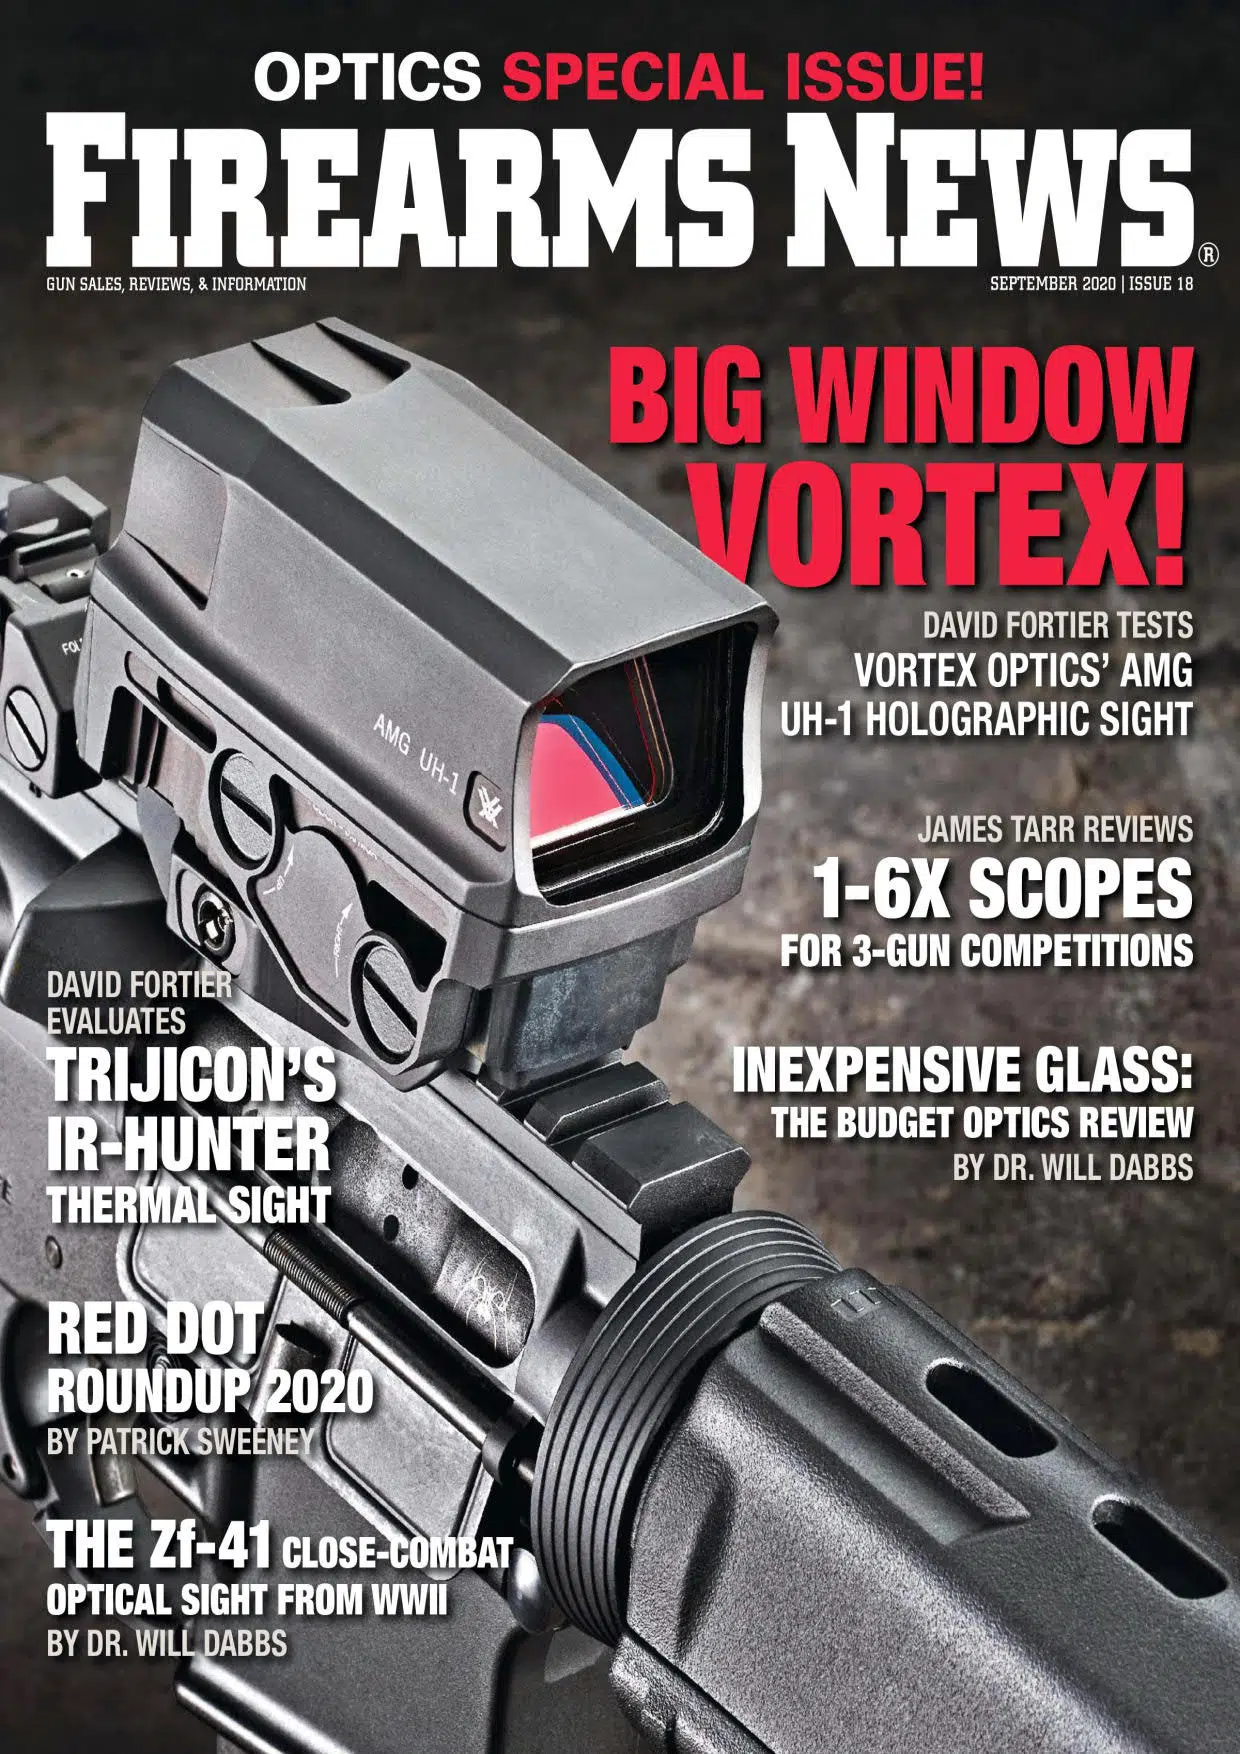 OPTICS SPECIAL ISSUE!
FIREARMS NEWS®
GUN SALES, REVIEWS, & INFORMATION
SEPTEMBER 2020 | ISSUE 18
BIG WINDOW
VORTEX!
DAVID FORTIER TESTS
VORTEX OPTICS' AMG
UH-1 HOLOGRAPHIC SIGHT
AMG UH-1
JAMES TARR REVIEWS
1-6X SCOPES
FOR 3-GUN COMPETITIONS
INEXPENSIVE GLASS:
THE BUDGET OPTICS REVIEW
BY DR. WILL DABBS
DAVID FORTIER
EVALUATES
TRIJICON'S
IR-HUNTER
THERMAL SIGHT
RED DOT
ROUNDUP 2020
BY PATRICK SWEENEY
THE Zf-41 CLOSE-COMBAT
OPTICAL SIGHT FROM WWII
BY DR. WILL DABBS